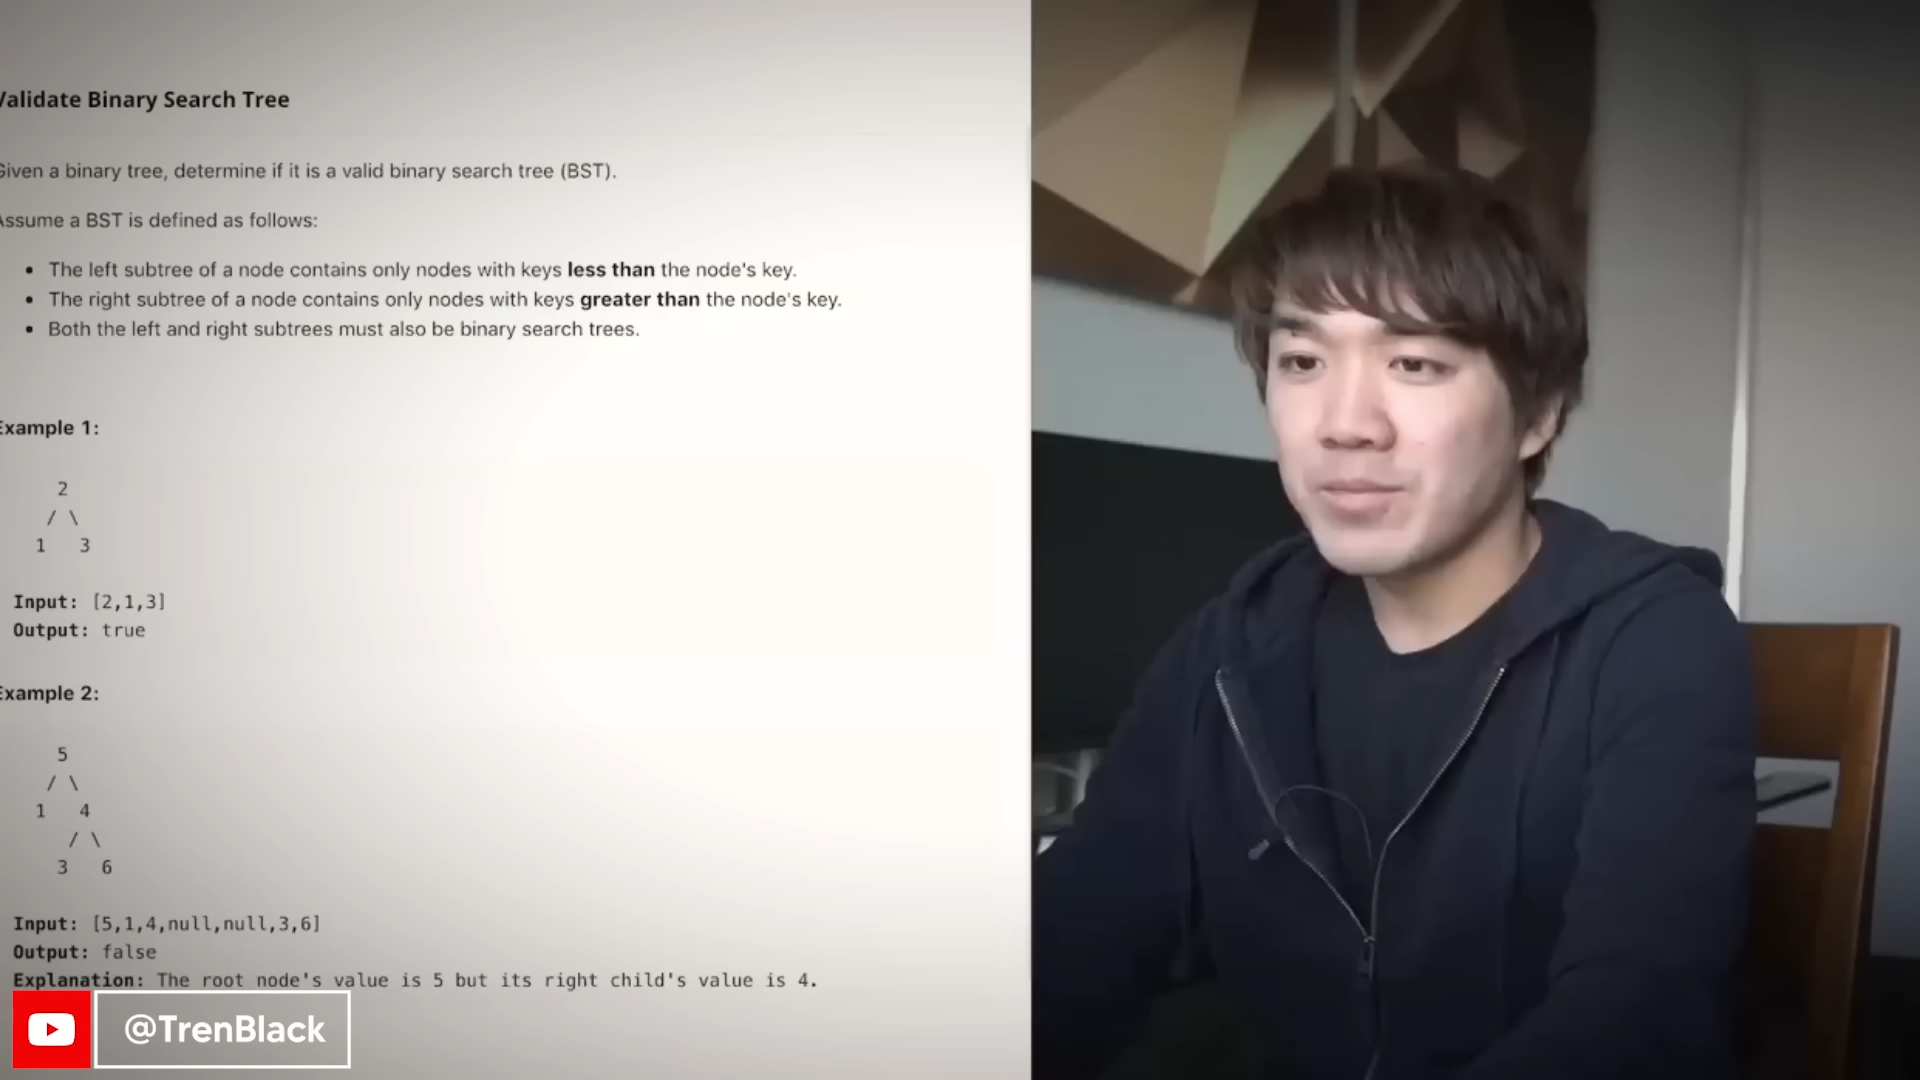 Validate Binary Search Tree
Given a binary tree, determine if it is a valid binary search tree (BST).
Assume a BST is defined as follows:
• The left subtree of a node contains only nodes with keys less than the node's key.
• The right subtree of a node contains only nodes with keys greater than the node's key.
• Both the left and right subtrees must also be binary search trees.
Example 1:
2
/ \
1 3
Input: [2,1,3]
Output: true
Example 2:
5
/ \
1 4
/ \
3 6
Input: [5,1,4,null,null,3,6]
Output: false
Explanation: The root node's value is 5 but its right child's value is 4.
@TrenBlack